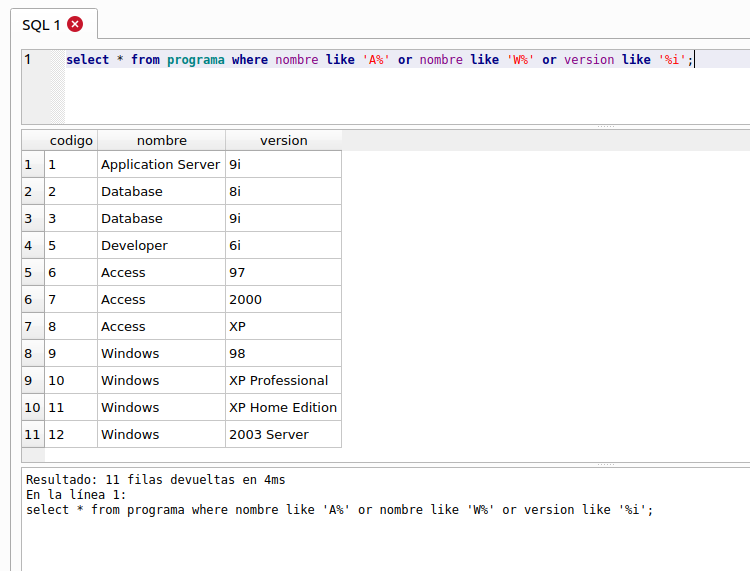 SQL 1
1 select * from programa where nombre like 'A%' or nombre like 'W%' or version like '%i';
codigo nombre version
1 1 Application Server 9i
2 2 Database 8i
3 3 Database 9i
4 5 Developer 6i
5 6 Access 97
6 7 Access 2000
7 8 Access XP
8 9 Windows 98
9 10 Windows XP Professional
10 11 Windows XP Home Edition
11 12 Windows 2003 Server
Resultado: 11 filas devueltas en 4ms
En la línea 1:
select * from programa where nombre like 'A%' or nombre like 'W%' or version like '%i';